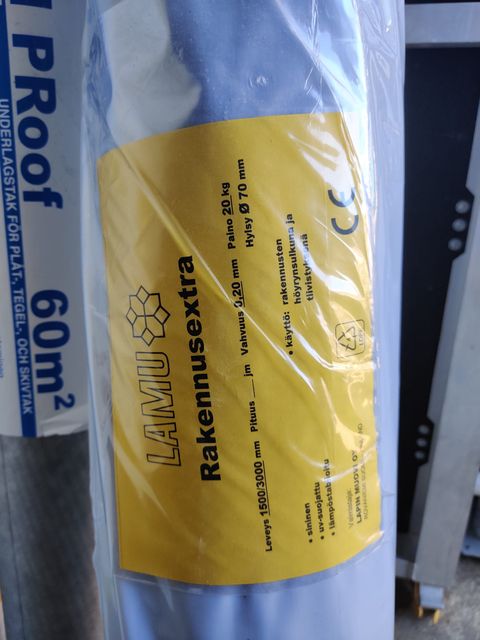 PRoof 60m²
UNDERLAGSTAK FÖR PLÅT-, TEGEL-, OCH SKIVTAK
LAMU
Rakennusextra
Leveys 1500/3000 mm Pituus __ jm Vahvuus 0,20 mm Paino 20 kg
Hylsy Ø 70 mm
• sininen
• uv-suojattu
• lämpöstabiloitu
• käyttö: rakennusten
höyrynsulkuna ja
tiivistyksenä
CE
Valmistaja:
LAPIN MUOVI OY